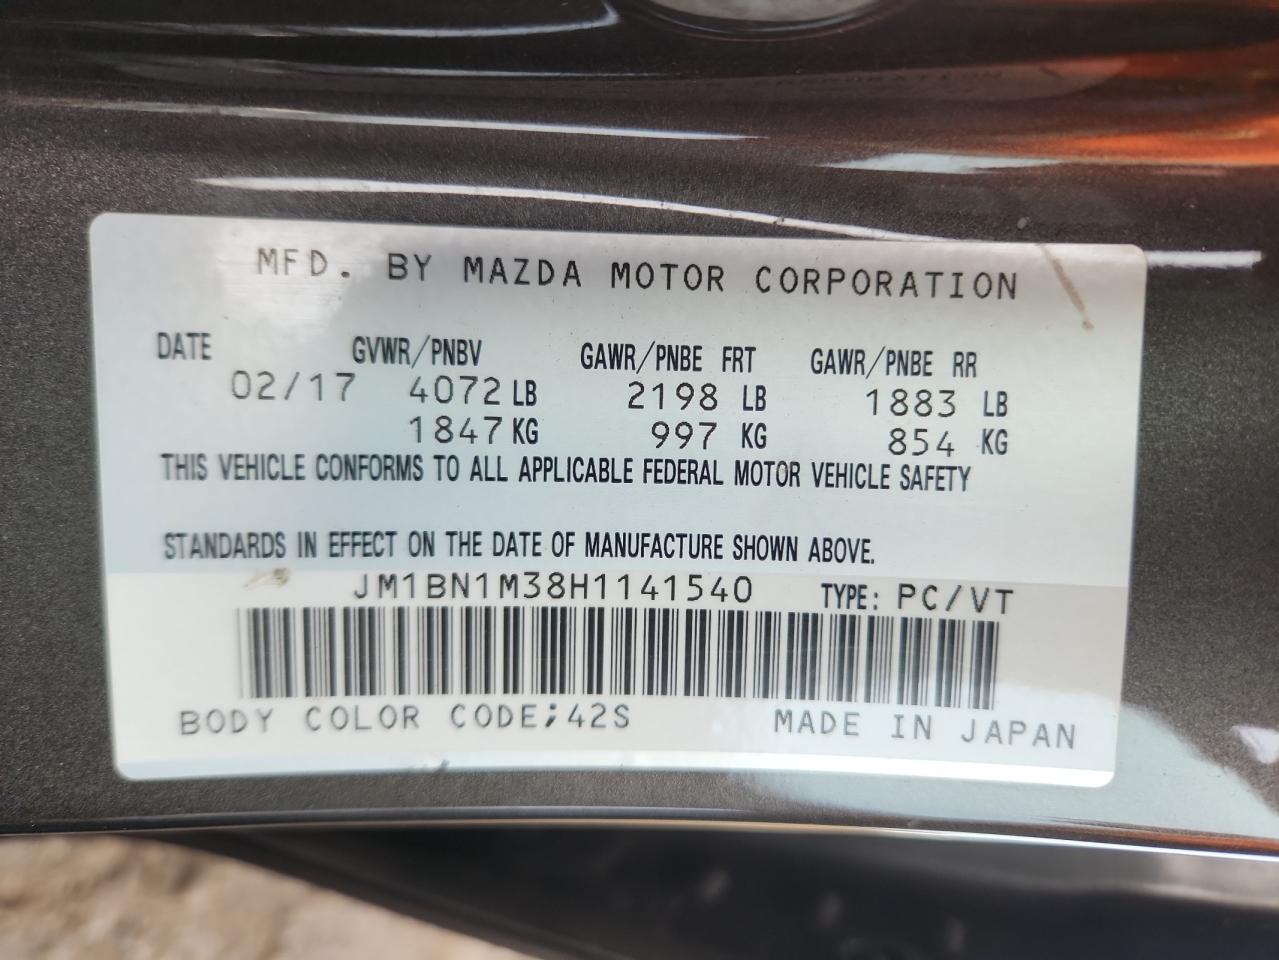 MFD. BY MAZDA MOTOR CORPORATION
DATE GVWR/PNBV GAWR/PNBE FRT GAWR/PNBE RR
02/17 4072 LB 2198 LB 1883 LB
1847 KG 997 KG 854 KG
THIS VEHICLE CONFORMS TO ALL APPLICABLE FEDERAL MOTOR VEHICLE SAFETY
STANDARDS IN EFFECT ON THE DATE OF MANUFACTURE SHOWN ABOVE.
JM1BN1M38H1141540 TYPE: PC/VT
BODY COLOR CODE;42S MADE IN JAPAN